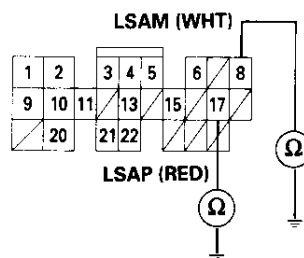 LSAM (WHT)
1 2 3 4 5 6 8
9 10 11 13 15 17
20 21 22
LSAP (RED)
Ω
Ω